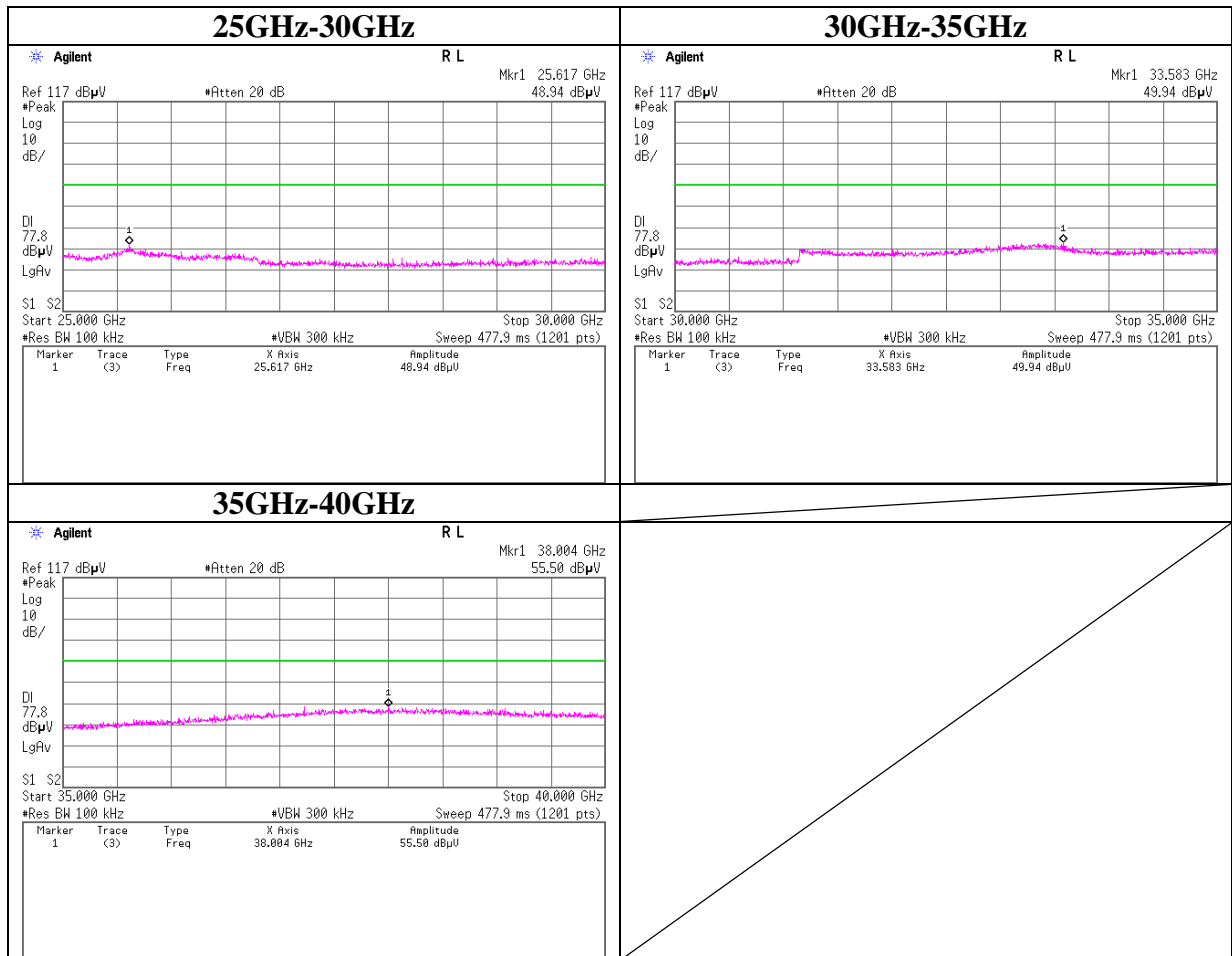 25GHz-30GHz
Agilent R L
Mkr1 25.617 GHz
Ref 117 dBµV #Atten 20 dB 48.94 dBµV
#Peak
Log
10
dB/
1
DI
77.8
dBµV
LgAv
S1 S2
Start 25.000 GHz Stop 30.000 GHz
#Res BW 100 kHz #VBW 300 kHz Sweep 477.9 ms (1201 pts)
Marker Trace Type X Axis Amplitude
1 (3) Freq 25.617 GHz 48.94 dBµV
30GHz-35GHz
Agilent R L
Mkr1 33.583 GHz
Ref 117 dBµV #Atten 20 dB 49.94 dBµV
#Peak
Log
10
dB/
1
DI
77.8
dBµV
LgAv
S1 S2
Start 30.000 GHz Stop 35.000 GHz
#Res BW 100 kHz #VBW 300 kHz Sweep 477.9 ms (1201 pts)
Marker Trace Type X Axis Amplitude
1 (3) Freq 33.583 GHz 49.94 dBµV
35GHz-40GHz
Agilent R L
Mkr1 38.004 GHz
Ref 117 dBµV #Atten 20 dB 55.50 dBµV
#Peak
Log
10
dB/
1
DI
77.8
dBµV
LgAv
S1 S2
Start 35.000 GHz Stop 40.000 GHz
#Res BW 100 kHz #VBW 300 kHz Sweep 477.9 ms (1201 pts)
Marker Trace Type X Axis Amplitude
1 (3) Freq 38.004 GHz 55.50 dBµV